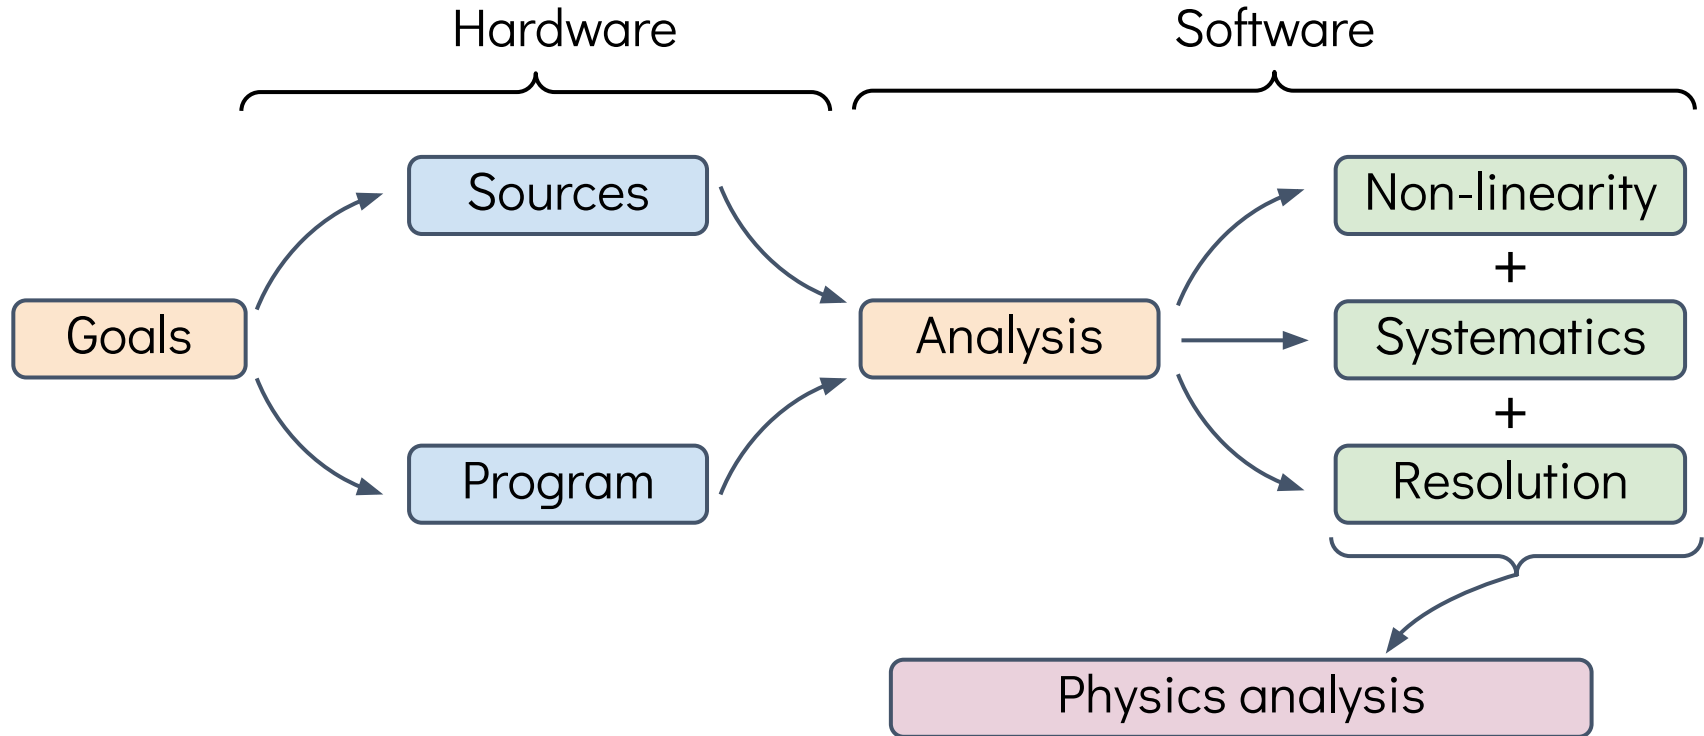 Hardware
Software
Sources
Non-linearity
+
Goals
Analysis
Systematics
+
Program
Resolution
Physics analysis